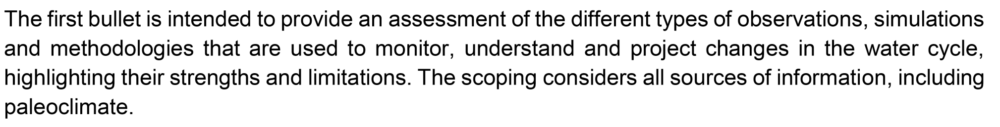 The first bullet is intended to provide an assessment of the different types of observations, simulations
and methodologies that are used to monitor, understand and project changes in the water cycle,
highlighting their strengths and limitations. The scoping considers all sources of information, including
paleoclimate.